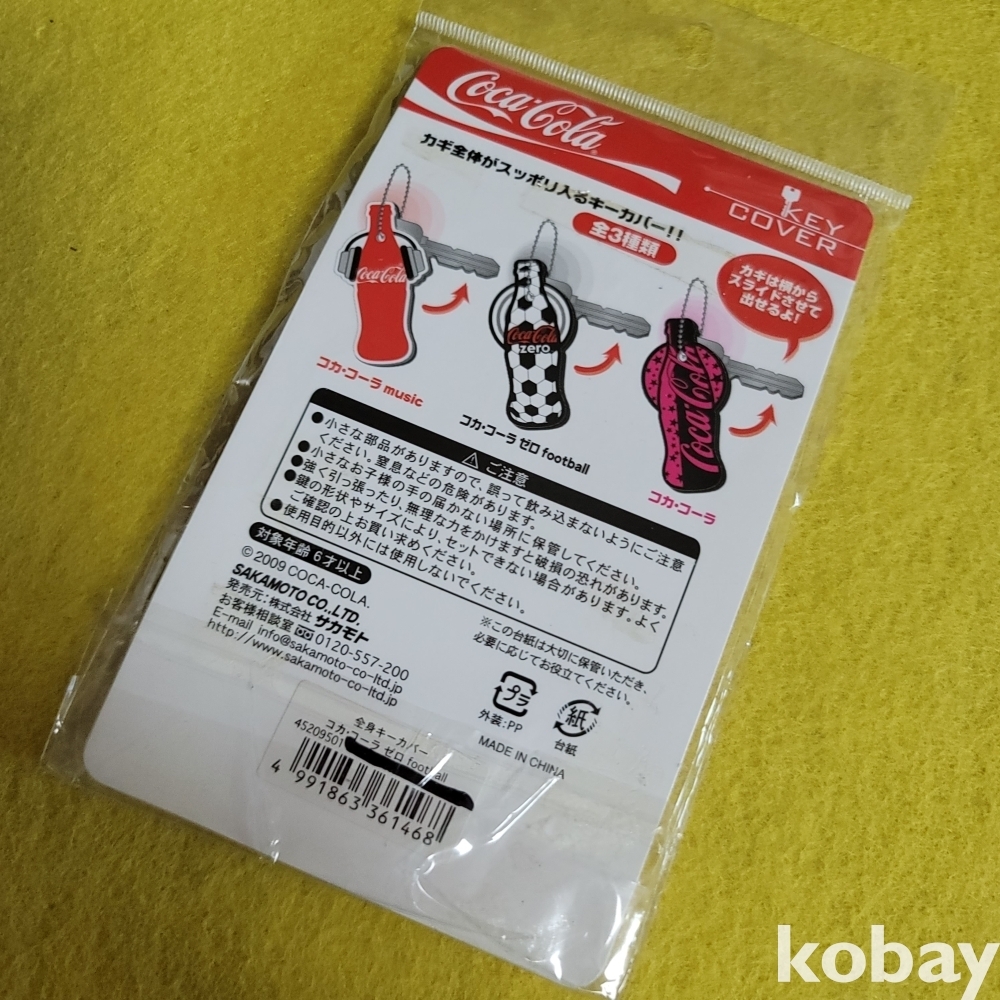 Coca-Cola
カギ全体がスッポリ入るキーカバー!!
全3種類
KEY
COVER
カギは横から
スライドさせて
出せるよ!
Coca-Cola
Coca-Cola
zero
Coca-Cola
コカ・コーラ music
コカ・コーラ ゼロ football
コカ・コーラ
ご注意
●小さな部品がありますので、誤って飲み込まないようにご注意
ください。窒息などの危険があります。
●小さなお子様の手の届かない場所に保管してください。
●強く引っ張ったり、無理な力をかけますと破損の恐れがあります。
●鍵の形状やサイズにより、セットできない場合があります。よく
ご確認の上お買い求めください。
●使用目的以外には使用しないでください。
対象年齢 6才以上
© 2009 COCA-COLA.
SAKAMOTO CO.,LTD.
発売元:株式会社 サカモト
お客様相談室 0120-557-200
E-mail info@sakamoto-co-ltd.jp
http://www.sakamoto-co-ltd.jp
※この台紙は大切に保管いただき、
必要に応じてお役立てください。
プラ
外装:PP
紙
台紙
MADE IN CHINA
全身キーカバー
45209501
コカ・コーラ ゼロ football
4 991863 361468
kobay